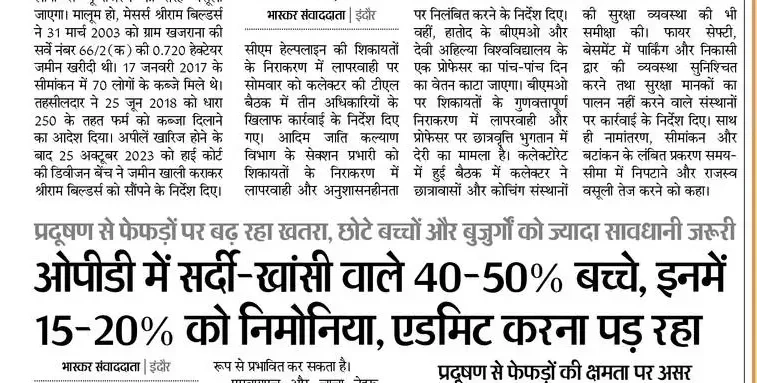 जाएगा। मालूम हो, मेसर्स श्रीराम बिल्डर्स
ने 31 मार्च 2003 को ग्राम खजराना की
सर्वे नंबर 66/2(क) की 0.720 हेक्टेयर
जमीन खरीदी थी। 17 जनवरी 2017 के
सीमांकन में 70 लोगों के कब्जे मिले थे।
तहसीलदार ने 25 जून 2018 को धारा
250 के तहत फर्म को कब्जा दिलाने
का आदेश दिया। अपीलें खारिज होने के
बाद 25 अक्टूबर 2023 को हाई कोर्ट
की डिवीजन बेंच ने जमीन खाली कराकर
श्रीराम बिल्डर्स को सौंपने के निर्देश दिए।
भास्कर संवाददाता | इंदौर
सीएम हेल्पलाइन की शिकायतों
के निराकरण में लापरवाही पर
सोमवार को कलेक्टर की टीएल
बैठक में तीन अधिकारियों के
खिलाफ कार्रवाई के निर्देश दिए
गए। आदिम जाति कल्याण
विभाग के सेक्शन प्रभारी को
शिकायतों के निराकरण में
लापरवाही और अनुशासनहीनता
पर निलंबित करने के निर्देश दिए।
वहीं, हातोद के बीएमओ और
देवी अहिल्या विश्वविद्यालय के
एक प्रोफेसर का पांच-पांच दिन
का वेतन काटा जाएगा। बीएमओ
पर शिकायतों के गुणवत्तापूर्ण
निराकरण में लापरवाही और
प्रोफेसर पर छात्रवृत्ति भुगतान में
देरी का मामला है। कलेक्टोरेट
में हुई बैठक में कलेक्टर ने
छात्रावासों और कोचिंग संस्थानों
की सुरक्षा व्यवस्था की भी
समीक्षा की। फायर सेफ्टी,
बेसमेंट में पार्किंग और निकासी
द्वार की व्यवस्था सुनिश्चित
करने तथा सुरक्षा मानकों का
पालन नहीं करने वाले संस्थानों
पर कार्रवाई के निर्देश दिए। साथ
ही नामांतरण, सीमांकन और
बटांकन के लंबित प्रकरण समय-
सीमा में निपटाने और राजस्व
वसूली तेज करने को कहा।
प्रदूषण से फेफड़ों पर बढ़ रहा खतरा, छोटे बच्चों और बुजुर्गों को ज्यादा सावधानी जरूरी
ओपीडी में सर्दी-खांसी वाले 40-50% बच्चे, इनमें
15-20% को निमोनिया, एडमिट करना पड़ रहा
भास्कर संवाददाता | इंदौर
रूप से प्रभावित कर सकता है।
प्रदूषण से फेफड़ों की क्षमता पर असर